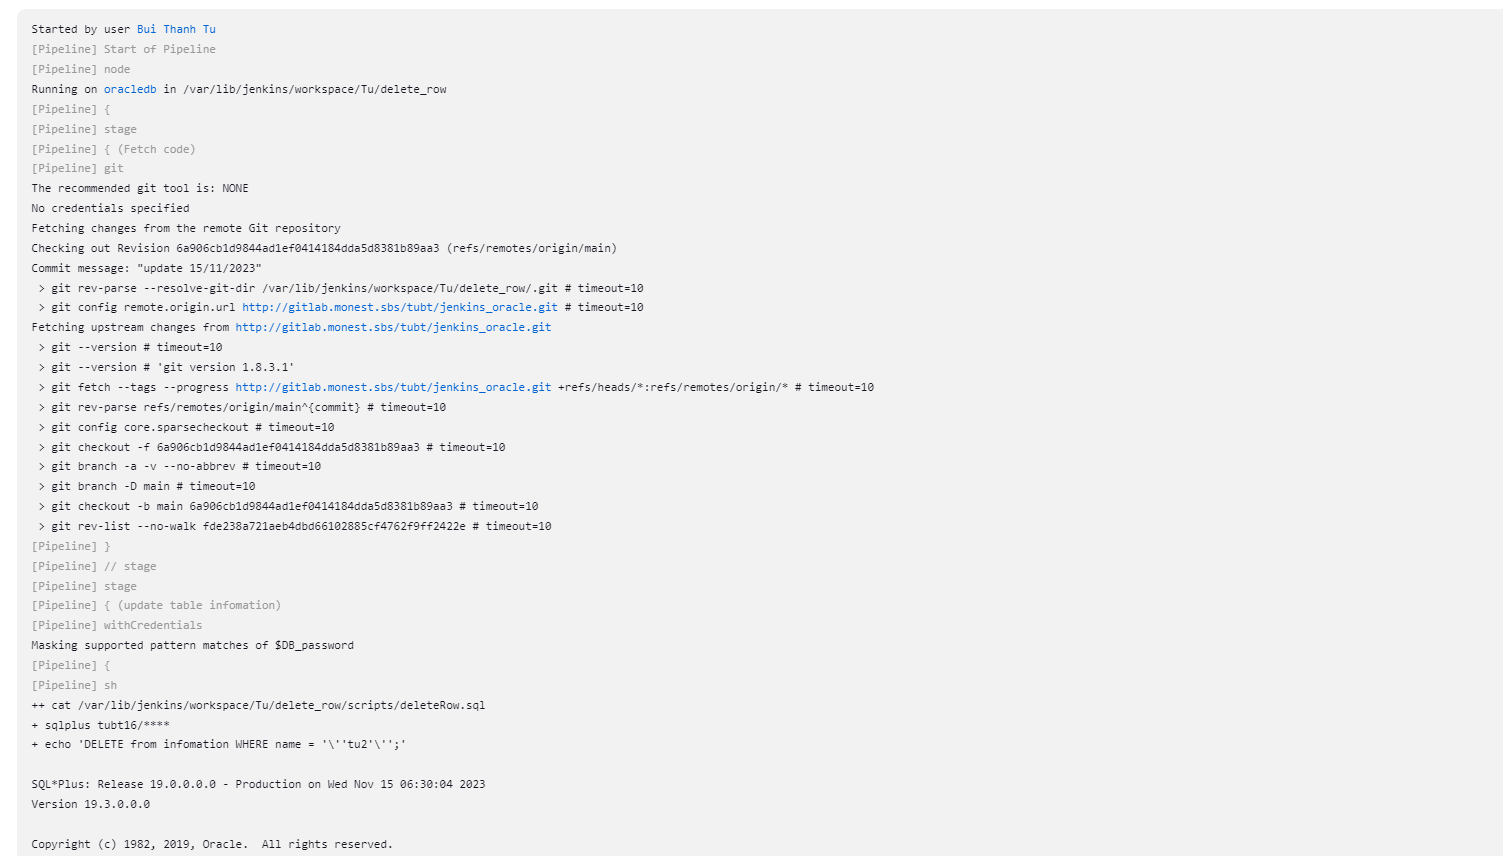 Started by user Bui Thanh Tu
[Pipeline] Start of Pipeline
[Pipeline] node
Running on oracledb in /var/lib/jenkins/workspace/Tu/delete_row
[Pipeline] {
[Pipeline] stage
[Pipeline] { (Fetch code)
[Pipeline] git
The recommended git tool is: NONE
No credentials specified
Fetching changes from the remote Git repository
Checking out Revision 6a906cb1d9844ad1ef0414184dda5d8381b89aa3 (refs/remotes/origin/main)
Commit message: "update 15/11/2023"
 > git rev-parse --resolve-git-dir /var/lib/jenkins/workspace/Tu/delete_row/.git # timeout=10
 > git config remote.origin.url http://gitlab.monest.sbs/tubt/jenkins_oracle.git # timeout=10
Fetching upstream changes from http://gitlab.monest.sbs/tubt/jenkins_oracle.git
 > git --version # timeout=10
 > git --version # 'git version 1.8.3.1'
 > git fetch --tags --progress http://gitlab.monest.sbs/tubt/jenkins_oracle.git +refs/heads/*:refs/remotes/origin/* # timeout=10
 > git rev-parse refs/remotes/origin/main^{commit} # timeout=10
 > git config core.sparsecheckout # timeout=10
 > git checkout -f 6a906cb1d9844ad1ef0414184dda5d8381b89aa3 # timeout=10
 > git branch -a -v --no-abbrev # timeout=10
 > git branch -D main # timeout=10
 > git checkout -b main 6a906cb1d9844ad1ef0414184dda5d8381b89aa3 # timeout=10
 > git rev-list --no-walk fde238a721aeb4dbd66102885cf4762f9ff2422e # timeout=10
[Pipeline] }
[Pipeline] // stage
[Pipeline] stage
[Pipeline] { (update table infomation)
[Pipeline] withCredentials
Masking supported pattern matches of $DB_password
[Pipeline] {
[Pipeline] sh
++ cat /var/lib/jenkins/workspace/Tu/delete_row/scripts/deleteRow.sql
+ sqlplus tubt16/****
+ echo 'DELETE from infomation WHERE name = '\''tu2'\'';'
SQL*Plus: Release 19.0.0.0.0 - Production on Wed Nov 15 06:30:04 2023
Version 19.3.0.0.0
Copyright (c) 1982, 2019, Oracle.  All rights reserved.